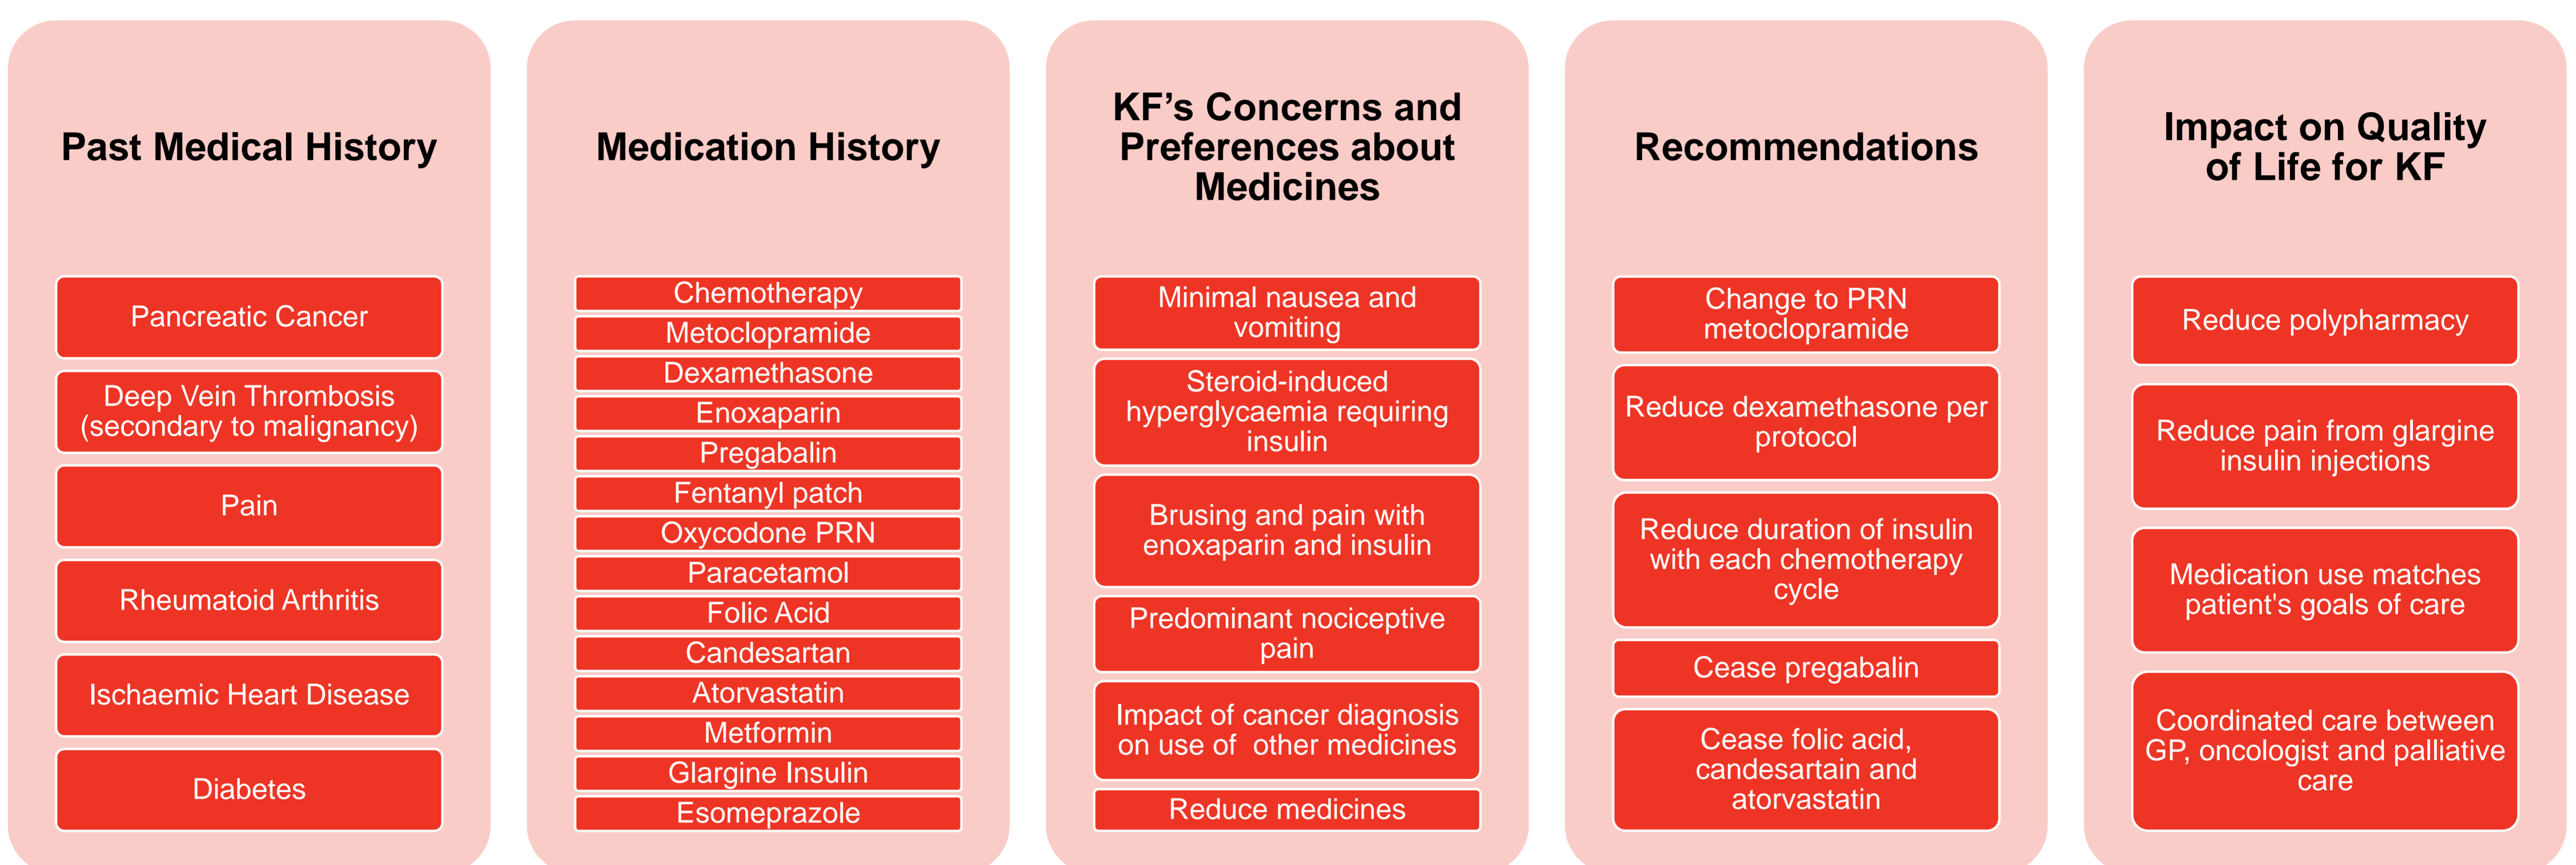 Past Medical History
Pancreatic Cancer
Deep Vein Thrombosis
(secondary to malignancy)
Pain
Rheumatoid Arthritis
Ischaemic Heart Disease
Diabetes
Medication History
Chemotherapy
Metoclopramide
Dexamethasone
Enoxaparin
Pregabalin
Fentanyl patch
Oxycodone PRN
Paracetamol
Folic Acid
Candesartan
Atorvastatin
Metformin
Glargine Insulin
Esomeprazole
KF’s Concerns and
Preferences about
Medicines
Minimal nausea and
vomiting
Steroid-induced
hyperglycaemia requiring
insulin
Brusing and pain with
enoxaparin and insulin
Predominant nociceptive
pain
Impact of cancer diagnosis
on use of  other medicines
Reduce medicines
Recommendations
Change to PRN
metoclopramide
Reduce dexamethasone per
protocol
Reduce duration of insulin
with each chemotherapy
cycle
Cease pregabalin
Cease folic acid,
candesartain and
atorvastatin
Impact on Quality
of Life for KF
Reduce polypharmacy
Reduce pain from glargine
insulin injections
Medication use matches
patient's goals of care
Coordinated care between
GP, oncologist and palliative
care